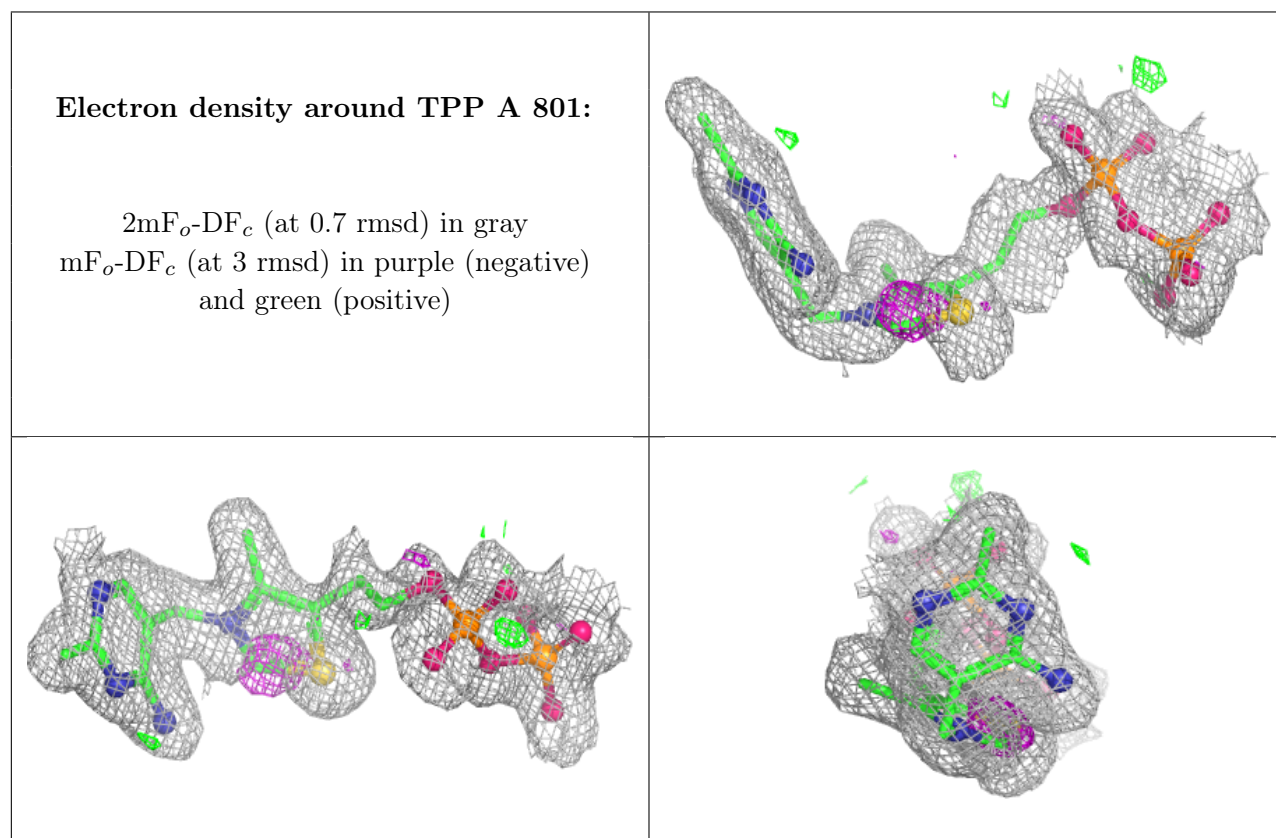 Electron density around TPP A 801:
2mFo-DFc (at 0.7 rmsd) in gray
mFo-DFc (at 3 rmsd) in purple (negative)
and green (positive)